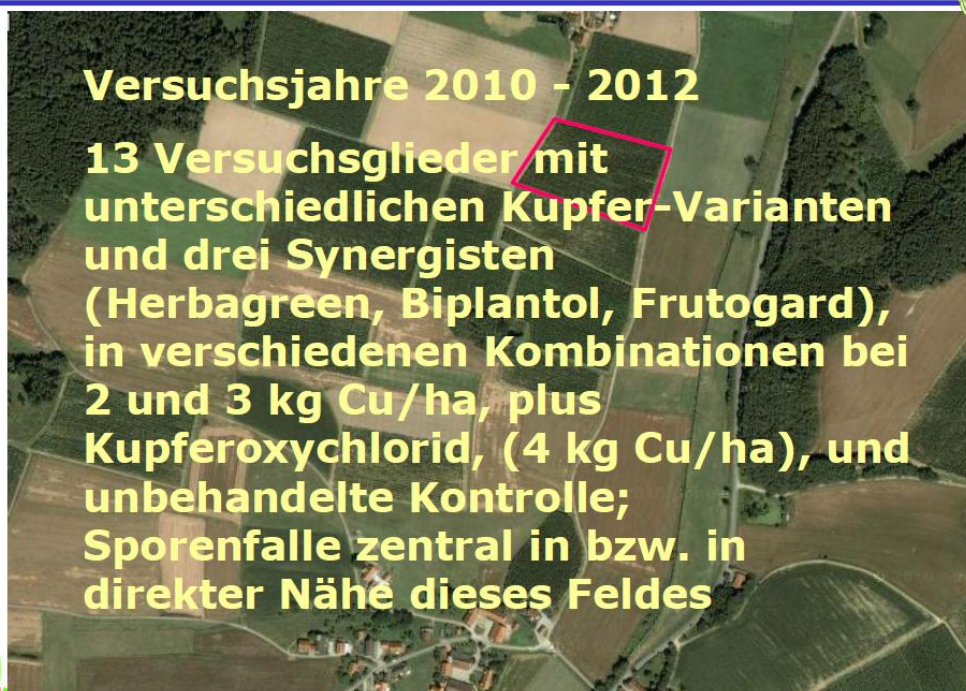 Versuchsjahre 2010 - 2012
13 Versuchsglieder mit
unterschiedlichen Kupfer-Varianten
und drei Synergisten
(Herbagreen, Biplantol, Frutogard),
in verschiedenen Kombinationen bei
2 und 3 kg Cu/ha, plus
Kupferoxychlorid, (4 kg Cu/ha), und
unbehandelte Kontrolle;
Sporenfalle zentral in bzw. in
direkter Nähe dieses Feldes